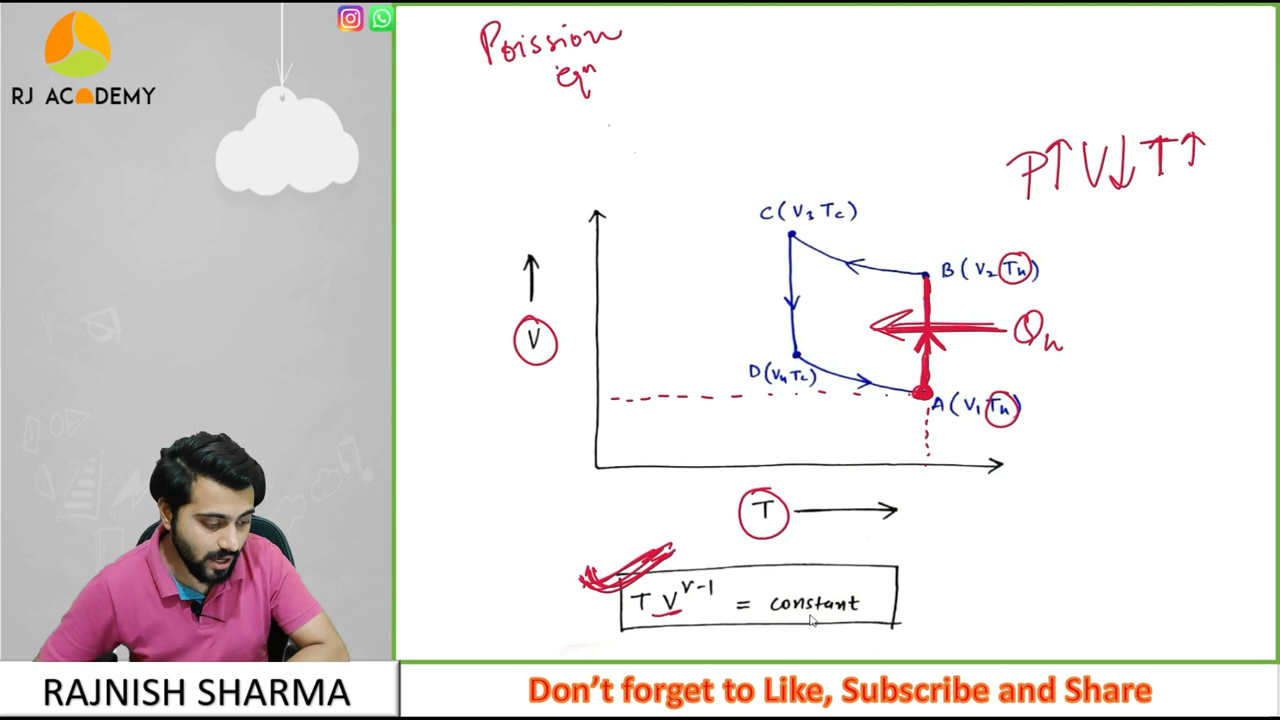 RJ ACADEMY
Poission
eqn
P↑ V↓ T↑
C (V3 Tc)
B (V2 Th)
V
Qh
D (V4 Tc)
A (V1 Th)
T
T V^γ-1 = constant
RAJNISH SHARMA
Don't forget to Like, Subscribe and Share